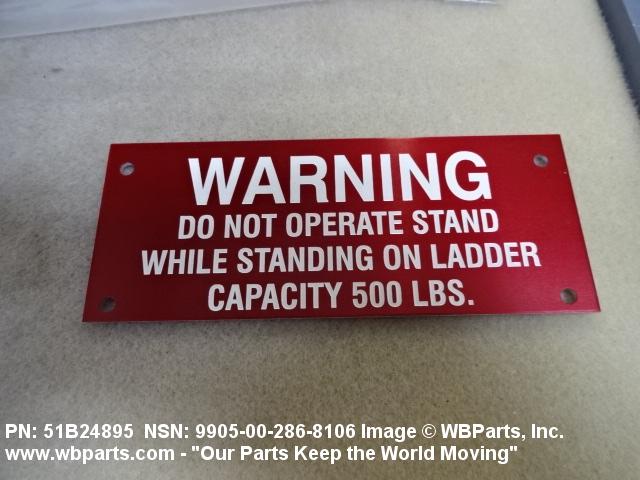 WARNING
DO NOT OPERATE STAND
WHILE STANDING ON LADDER
CAPACITY 500 LBS.
PN: 51B24895 NSN: 9905-00-286-8106 Image © WBParts, Inc.
www.wbparts.com - "Our Parts Keep the World Moving"